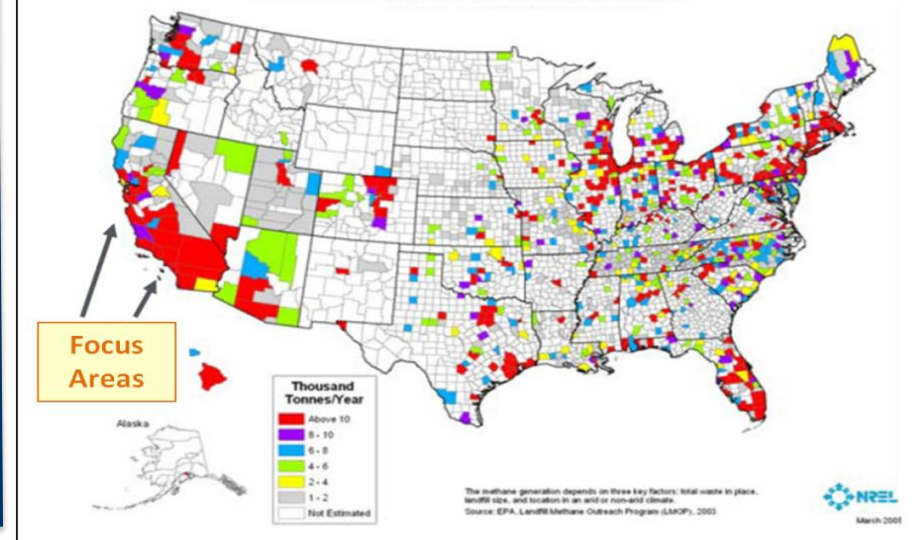 Focus
Areas
Alaska
Thousand
Tonnes/Year
Above 10
8 - 10
6 - 8
4 - 6
2 - 4
1 - 2
Not Estimated
The methane generation depends on three key factors: total waste in place,
landfill size, and location in an arid or non-arid climate.
Source: EPA, Landfill Methane Outreach Program (LMOP), 2003
NREL
March 2005